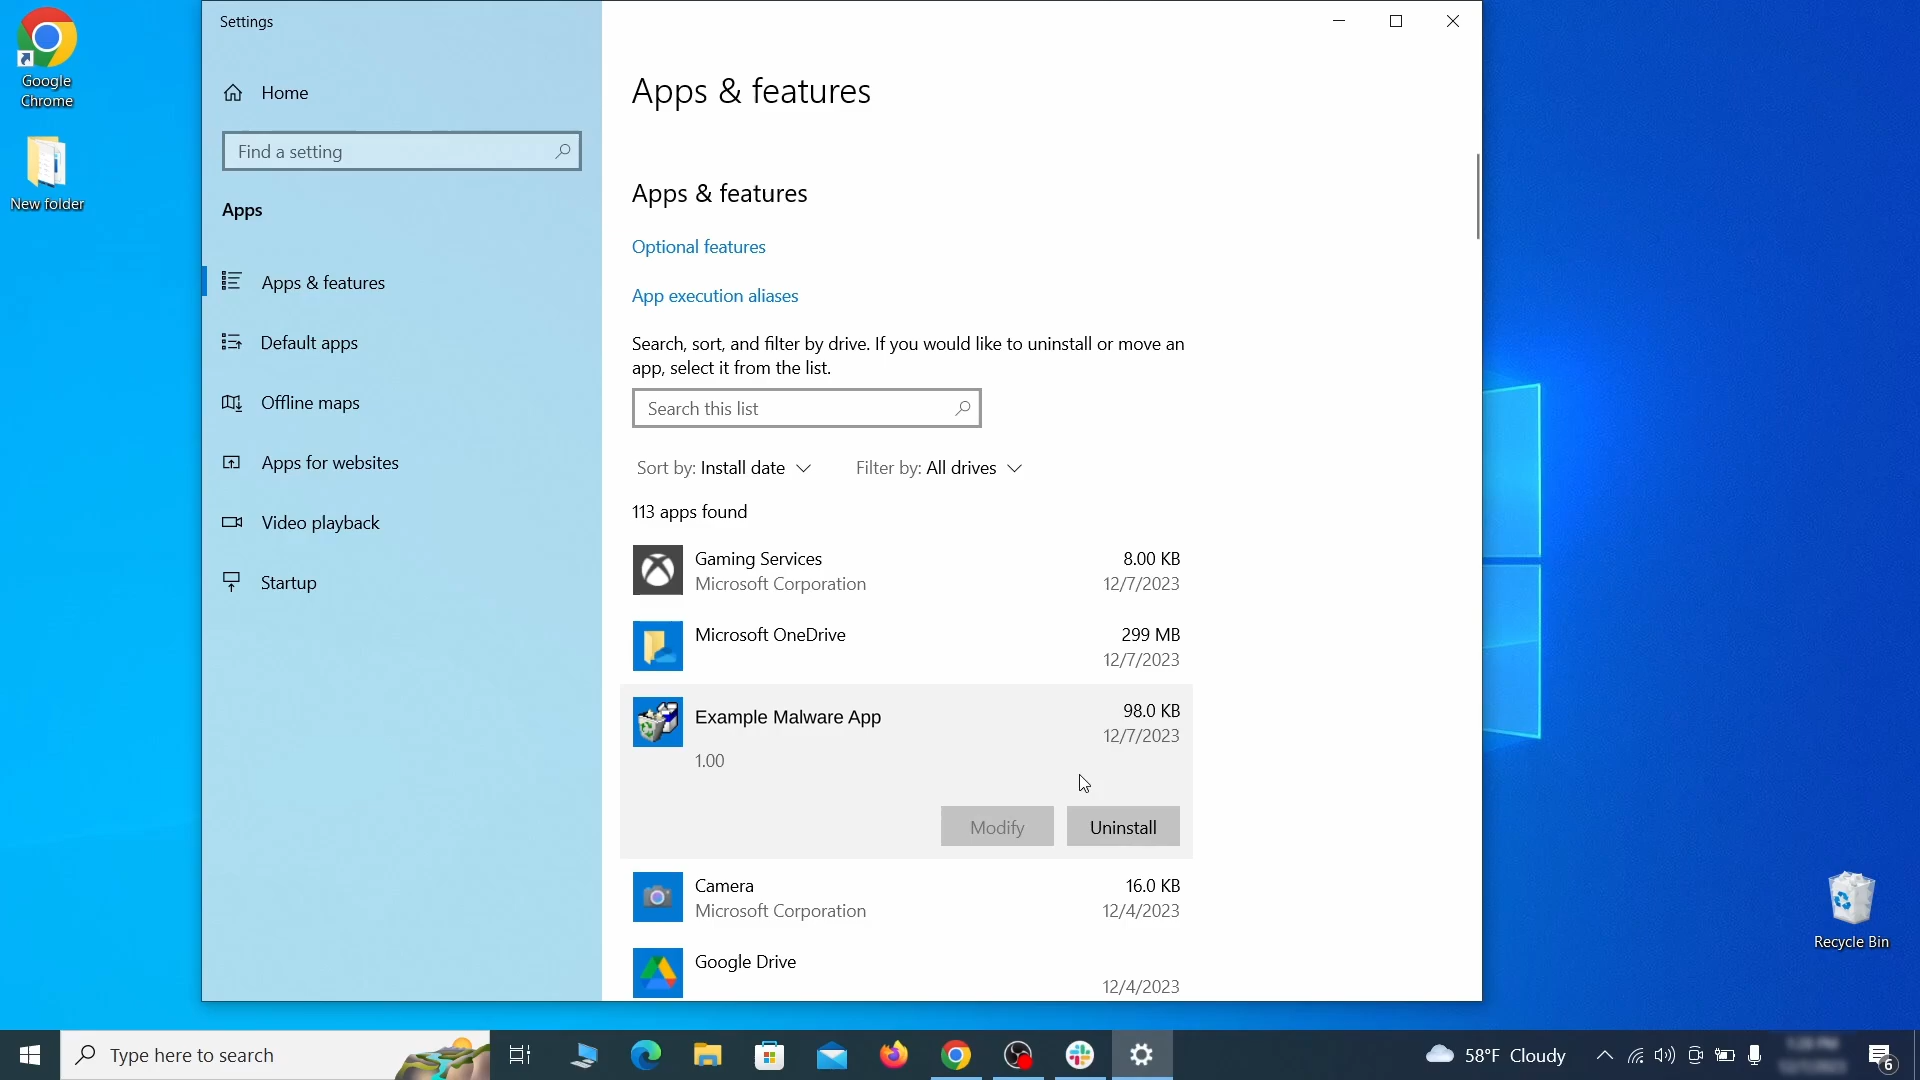 Google
Chrome
New folder
Settings
Home
Find a setting
Apps
Apps & features
Default apps
Offline maps
Apps for websites
Video playback
Startup
Apps & features
Apps & features
Optional features
App execution aliases
Search, sort, and filter by drive. If you would like to uninstall or move an
app, select it from the list.
Search this list
Sort by: Install date Filter by: All drives
113 apps found
Gaming Services 8.00 KB
Microsoft Corporation 12/7/2023
Microsoft OneDrive 299 MB
12/7/2023
Example Malware App 98.0 KB
12/7/2023
1.00
Modify Uninstall
Camera 16.0 KB
Microsoft Corporation 12/4/2023
Google Drive
12/4/2023
Recycle Bin
Type here to search
58°F Cloudy
6